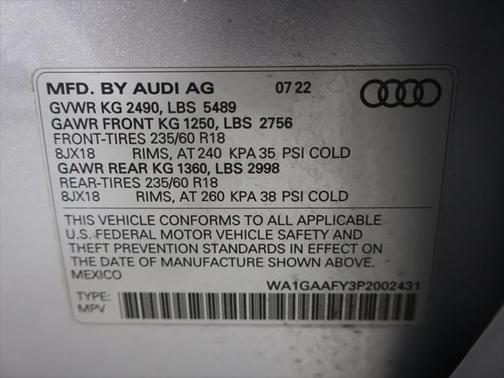 MFD. BY AUDI AG 07 22
GVWR KG 2490, LBS 5489
GAWR FRONT KG 1250, LBS 2756
FRONT-TIRES 235/60 R18
8JX18 RIMS, AT 240 KPA 35 PSI COLD
GAWR REAR KG 1360, LBS 2998
REAR-TIRES 235/60 R18
8JX18 RIMS, AT 260 KPA 38 PSI COLD
THIS VEHICLE CONFORMS TO ALL APPLICABLE
U.S. FEDERAL MOTOR VEHICLE SAFETY AND
THEFT PREVENTION STANDARDS IN EFFECT ON
THE DATE OF MANUFACTURE SHOWN ABOVE.
MEXICO
WA1GAAFY3P2002431
TYPE:
MPV